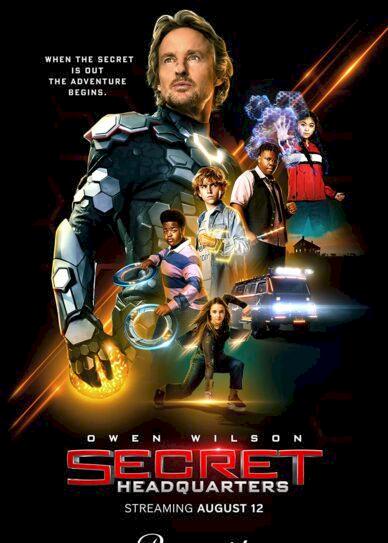 WHEN THE SECRET
IS OUT
THE ADVENTURE
BEGINS.
OWEN WILSON
SECRET
HEADQUARTERS
STREAMING AUGUST 12